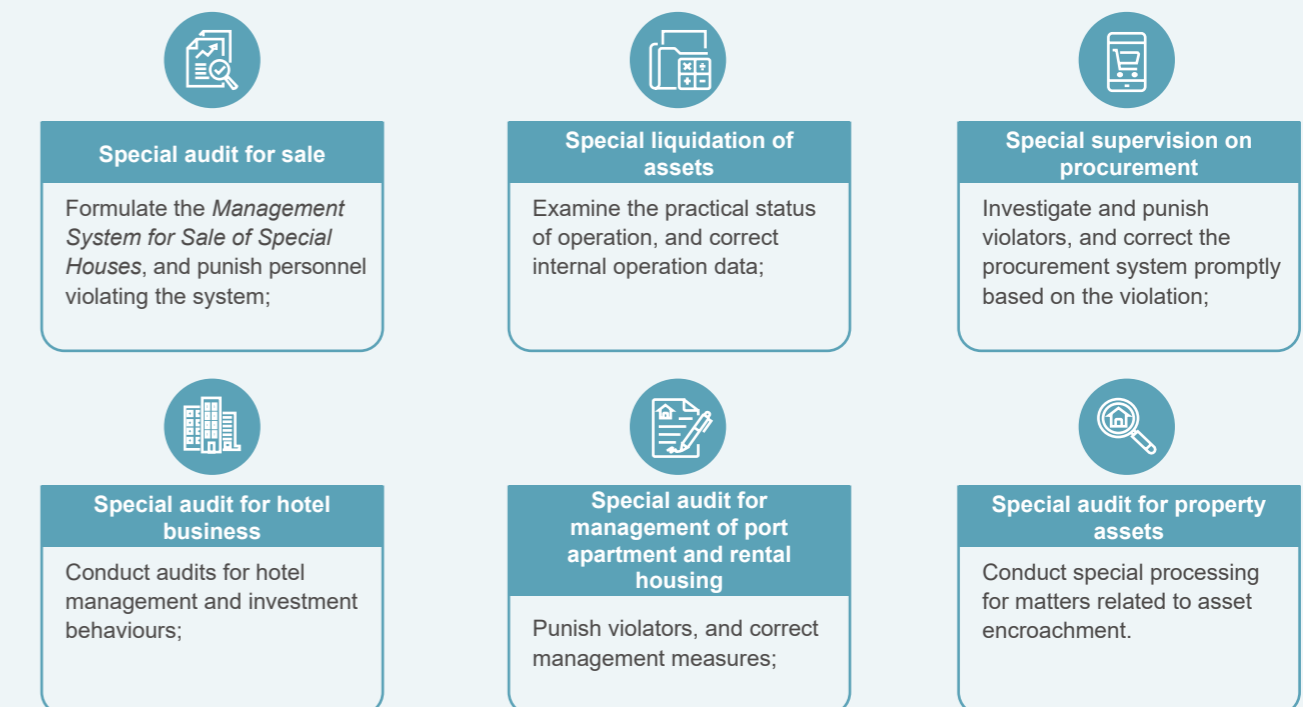 Special audit for sale
Formulate the Management
System for Sale of Special
Houses, and punish personnel
violating the system;
Special liquidation of
assets
Examine the practical status
of operation, and correct
internal operation data;
Special supervision on
procurement
Investigate and punish
violators, and correct the
procurement system promptly
based on the violation;
Special audit for hotel
business
Conduct audits for hotel
management and investment
behaviours;
Special audit for
management of port
apartment and rental
housing
Punish violators, and correct
management measures;
Special audit for property
assets
Conduct special processing
for matters related to asset
encroachment.